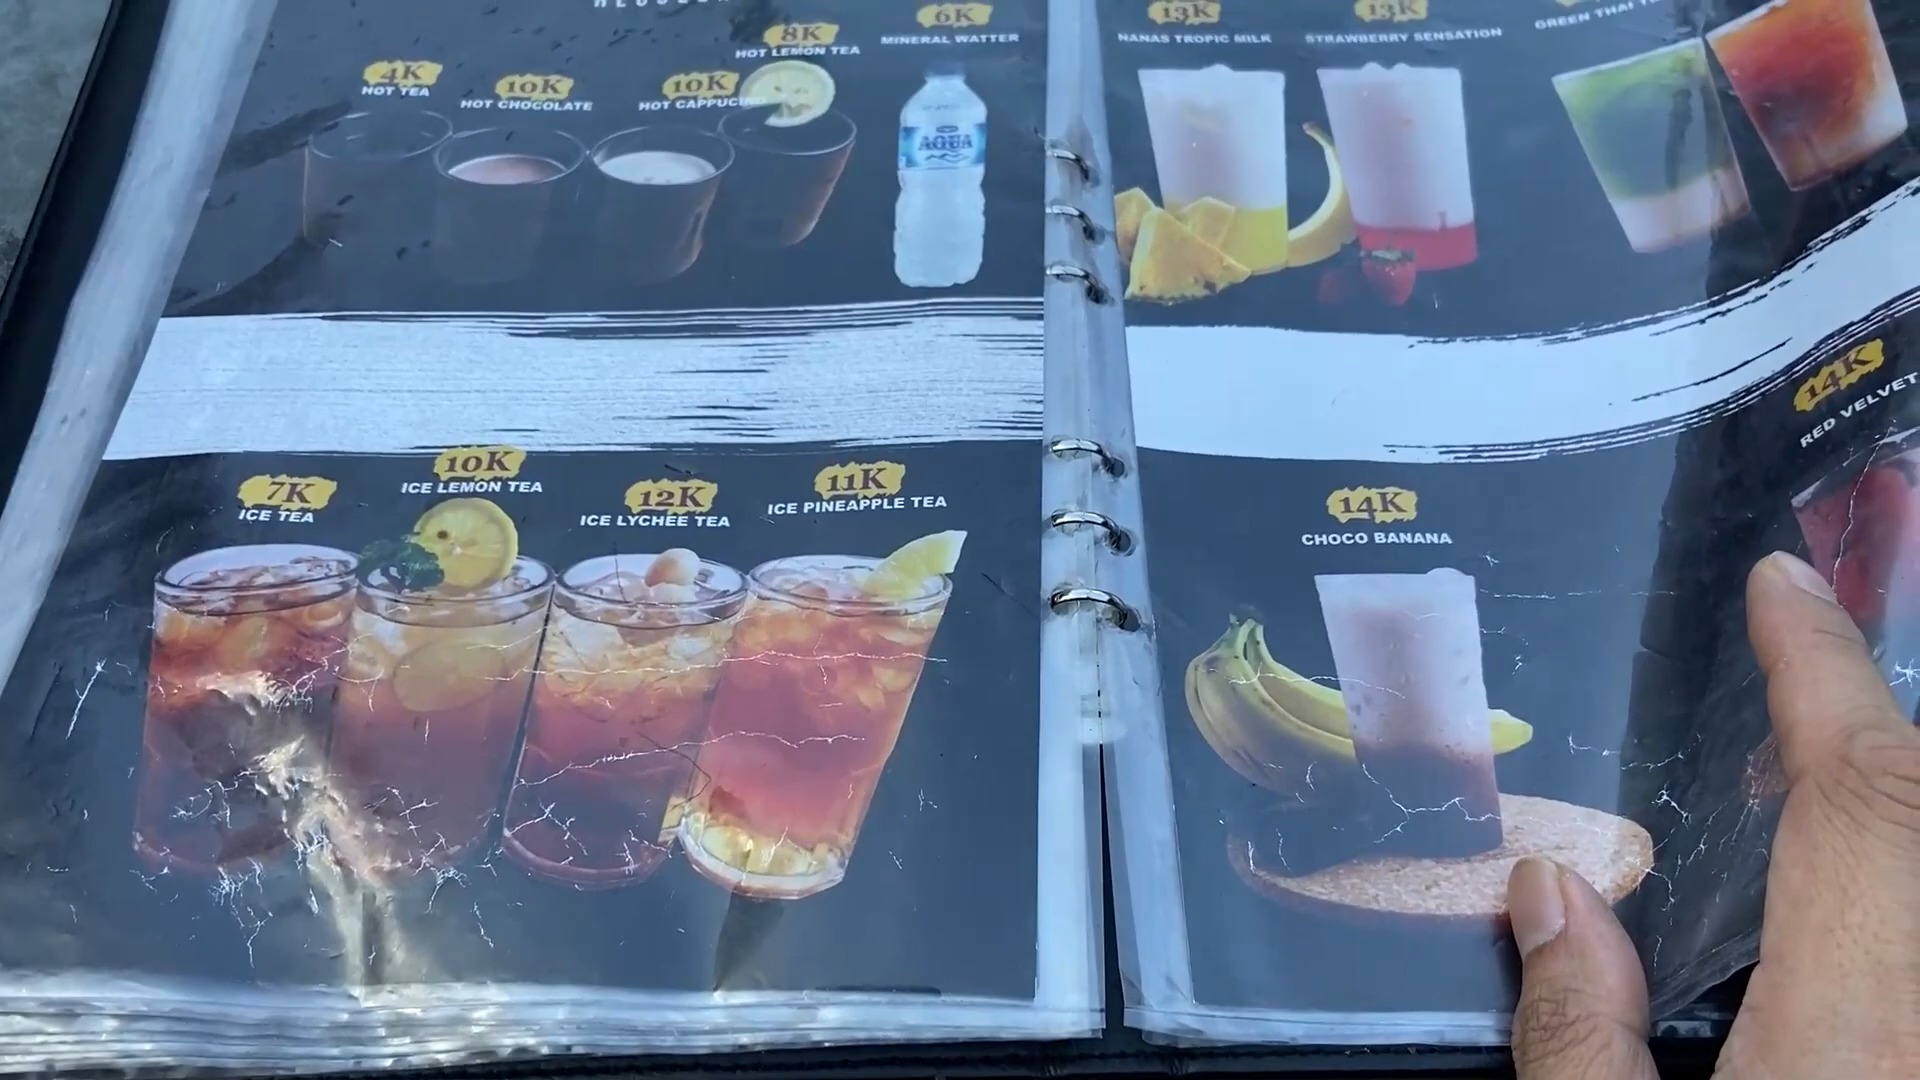 4K
HOT TEA
10K
HOT CHOCOLATE
10K
HOT CAPPUCINO
8K
HOT LEMON TEA
6K
MINERAL WATTER
AQUA
7K
ICE TEA
10K
ICE LEMON TEA
12K
ICE LYCHEE TEA
11K
ICE PINEAPPLE TEA
13K
NANAS TROPIC MILK
13K
STRAWBERRY SENSATION
GREEN THAI
14K
CHOCO BANANA
14K
RED VELVET